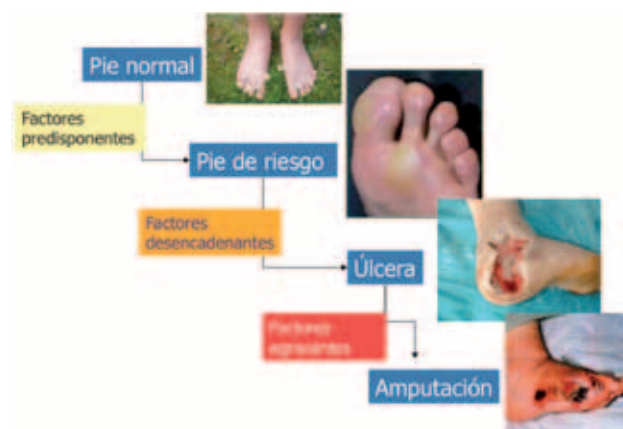 Pie normal
Factores
predisponentes
Pie de riesgo
Factores
desencadenantes
Úlcera
Factores
agravantes
Amputación